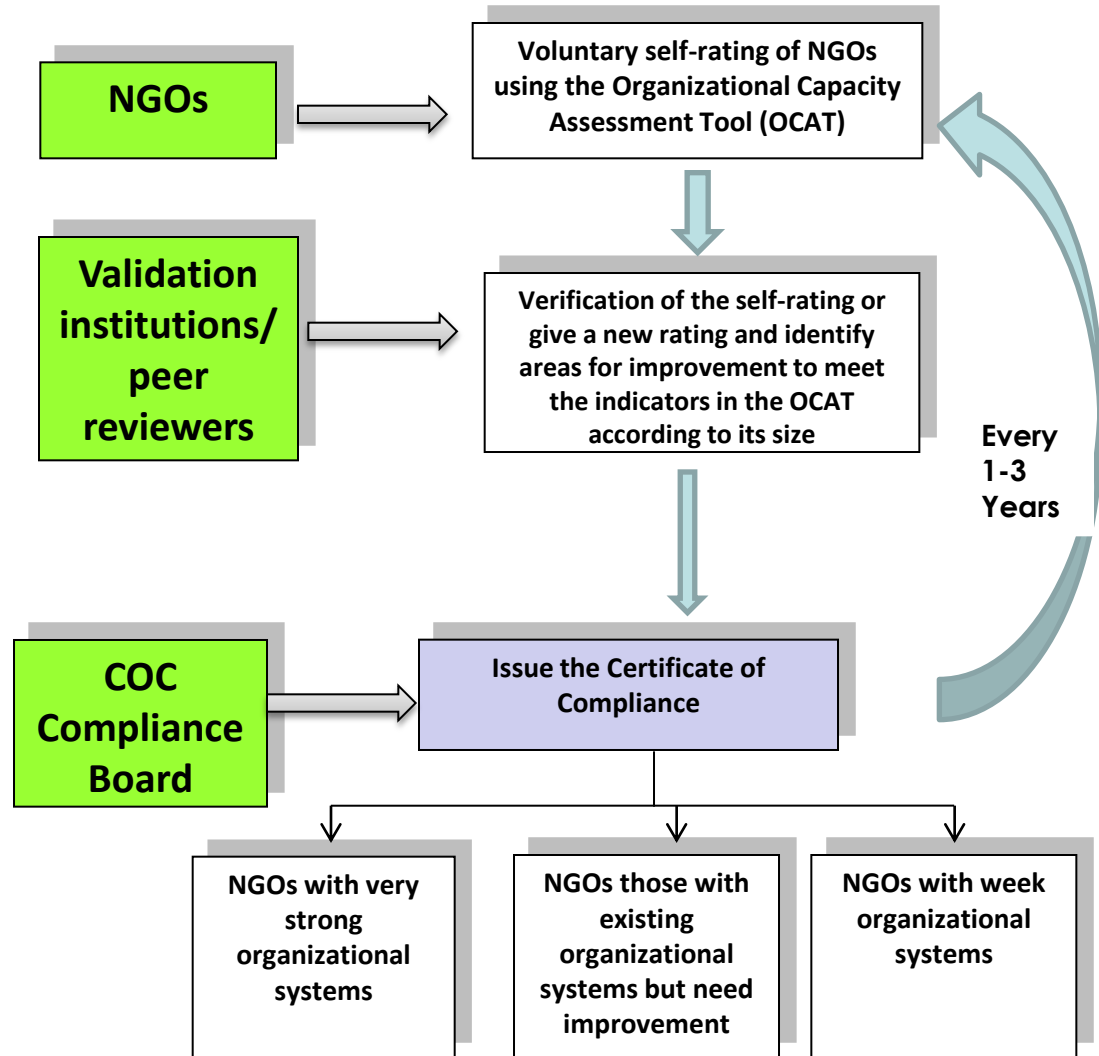 NGOs
Voluntary self-rating of NGOs
using the Organizational Capacity
Assessment Tool (OCAT)
Validation
institutions/
peer
reviewers
Verification of the self-rating or
give a new rating and identify
areas for improvement to meet
the indicators in the OCAT
according to its size
Every
1-3
Years
COC
Compliance
Board
Issue the Certificate of
Compliance
NGOs with very
strong
organizational
systems
NGOs those with
existing
organizational
systems but need
improvement
NGOs with week
organizational
systems